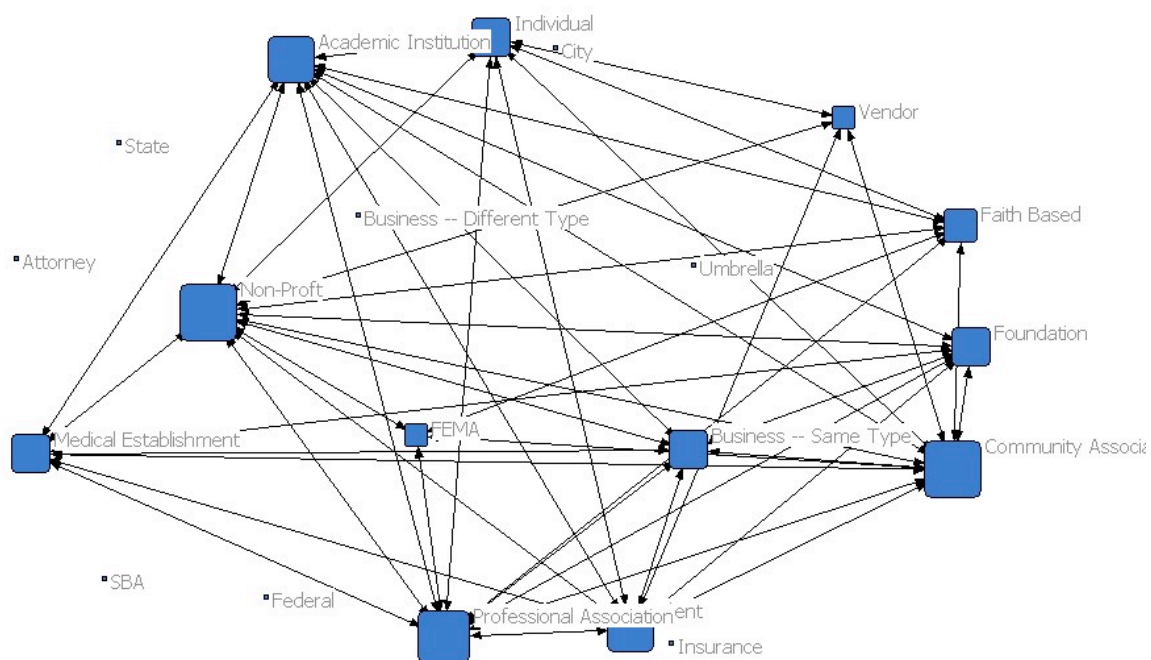 Individual
Academic Institution
City
Vendor
State
Business -- Different Type
Faith Based
Attorney
Umbrella
Non-Proft
Foundation
FEMA
Business -- Same Type
Medical Establishment
Community Associa
SBA
Federal
Professional Association
ent
Insurance